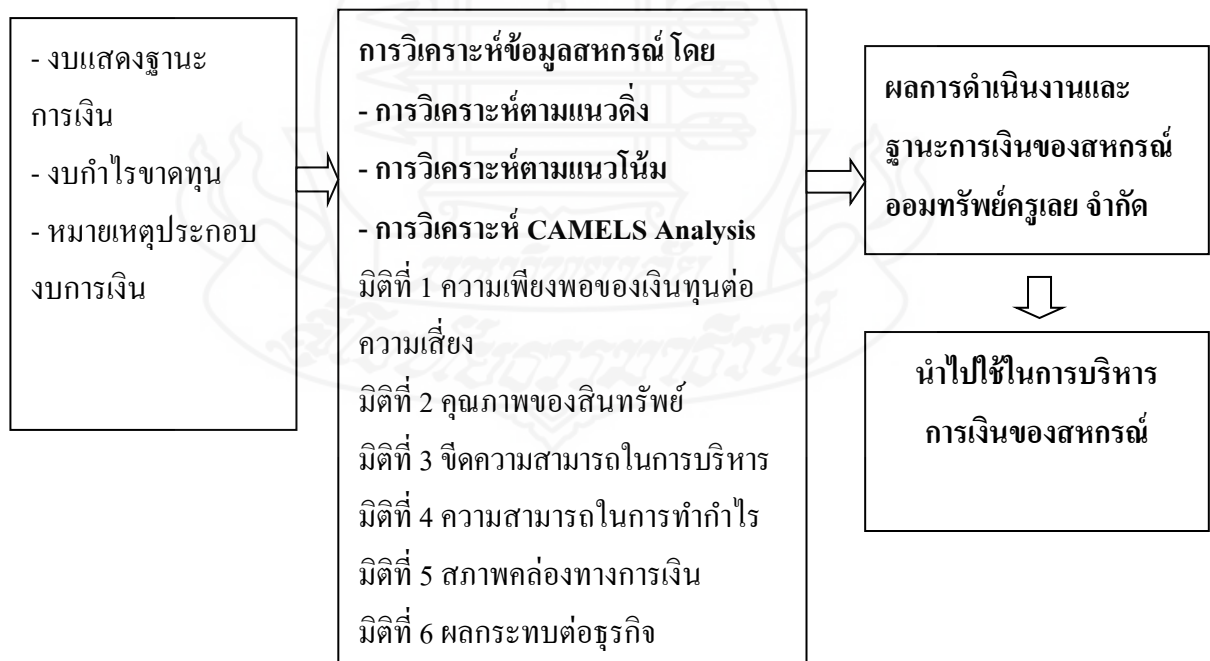 - งบแสดงฐานะ
การเงิน
- งบกำไรขาดทุน
- หมายเหตุประกอบ
งบการเงิน
การวิเคราะห์ข้อมูลสหกรณ์ โดย
- การวิเคราะห์ตามแนวดิ่ง
- การวิเคราะห์ตามแนวโน้ม
- การวิเคราะห์ CAMELS Analysis
มิติที่ 1 ความเพียงพอของเงินทุนต่อ
ความเสี่ยง
มิติที่ 2 คุณภาพของสินทรัพย์
มิติที่ 3 ขีดความสามารถในการบริหาร
มิติที่ 4 ความสามารถในการทำกำไร
มิติที่ 5 สภาพคล่องทางการเงิน
มิติที่ 6 ผลกระทบต่อธุรกิจ
ผลการดำเนินงานและ
ฐานะการเงินของสหกรณ์
ออมทรัพย์ครูเลย จำกัด
นำไปใช้ในการบริหาร
การเงินของสหกรณ์